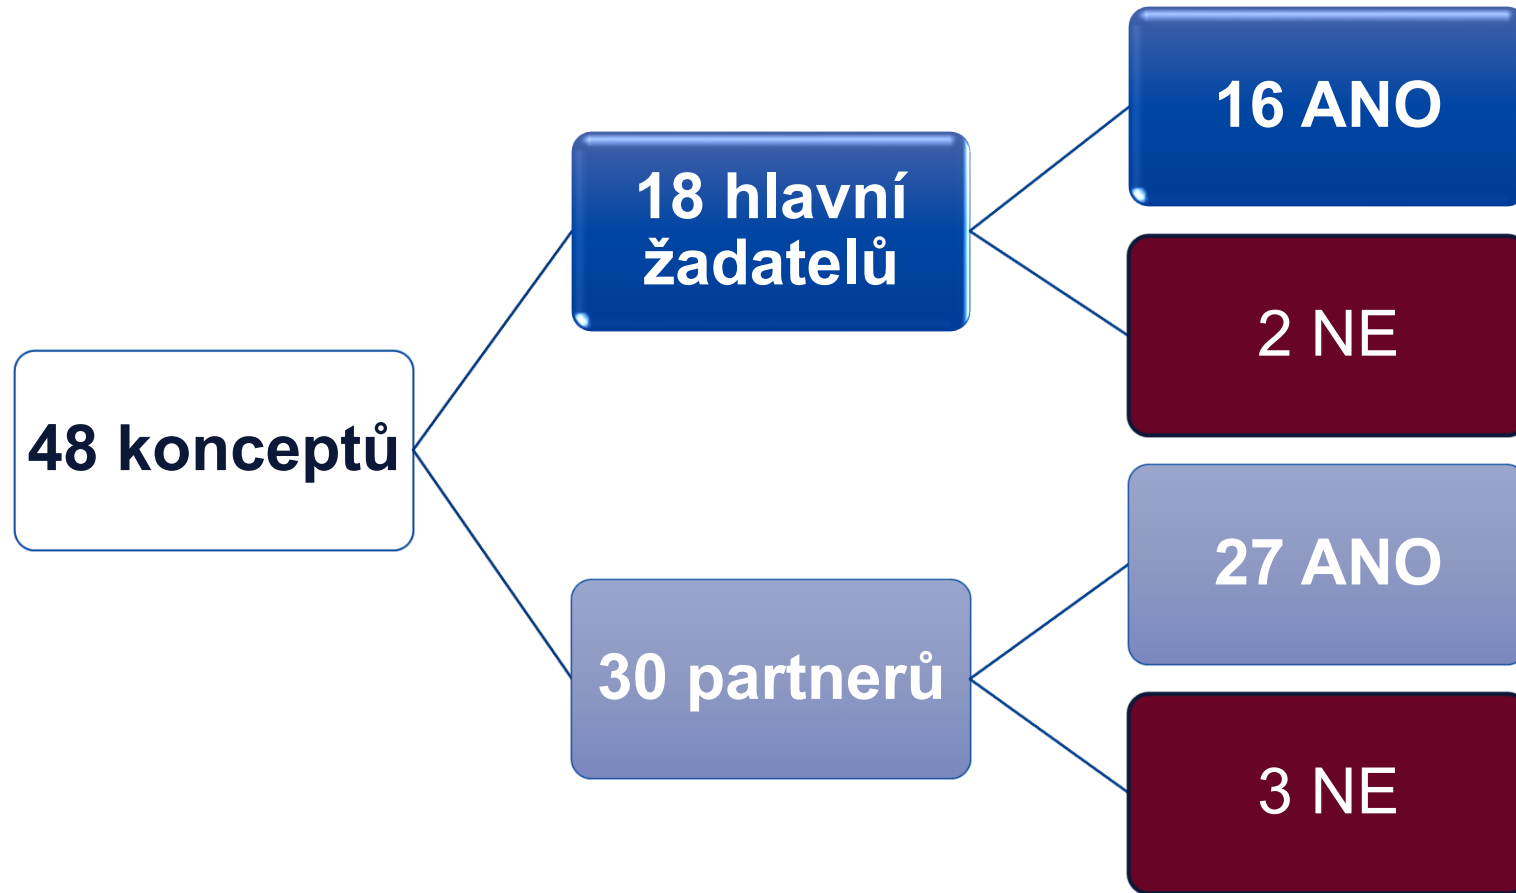 48 konceptů
18 hlavní
žadatelů
16 ANO
2 NE
30 partnerů
27 ANO
3 NE